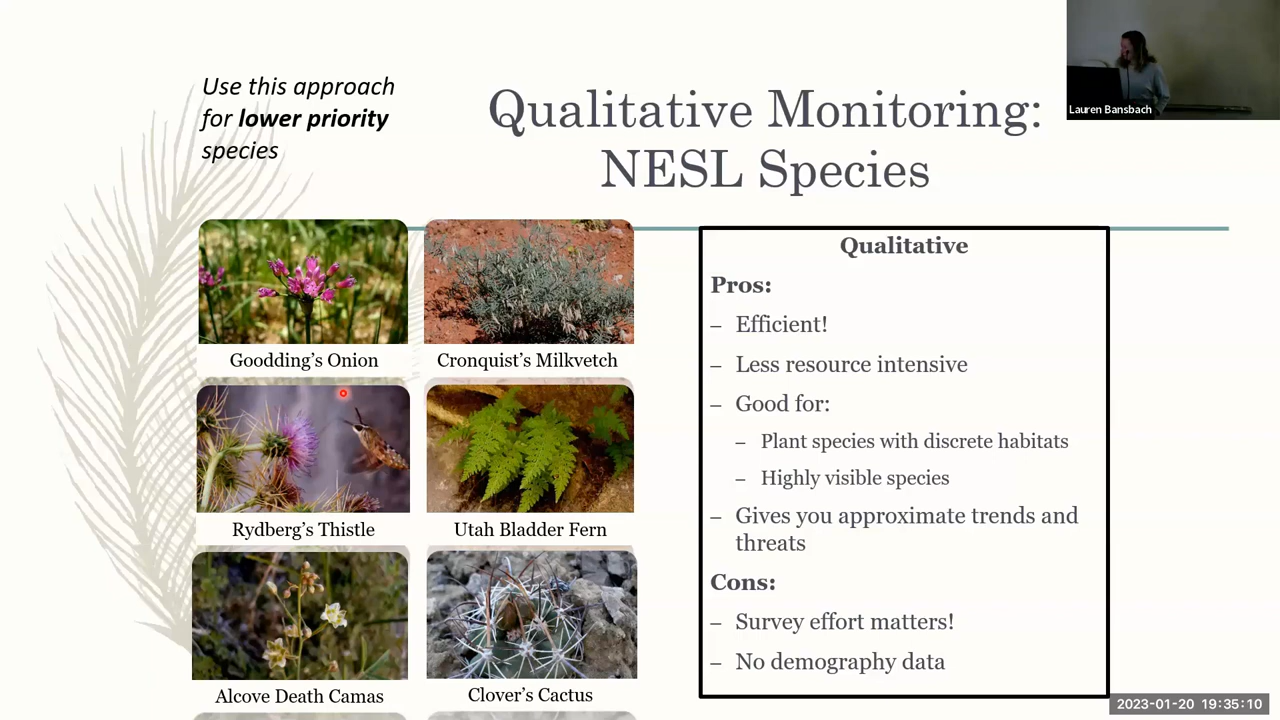 Use this approach
for lower priority
species
Qualitative Monitoring:
NESL Species
Lauren Bansbach
Goodding's Onion
Cronquist's Milkvetch
Rydberg's Thistle
Utah Bladder Fern
Alcove Death Camas
Clover's Cactus
Qualitative
Pros:
– Efficient!
– Less resource intensive
– Good for:
– Plant species with discrete habitats
– Highly visible species
– Gives you approximate trends and
threats
Cons:
– Survey effort matters!
– No demography data
2023-01-20 19:35:10